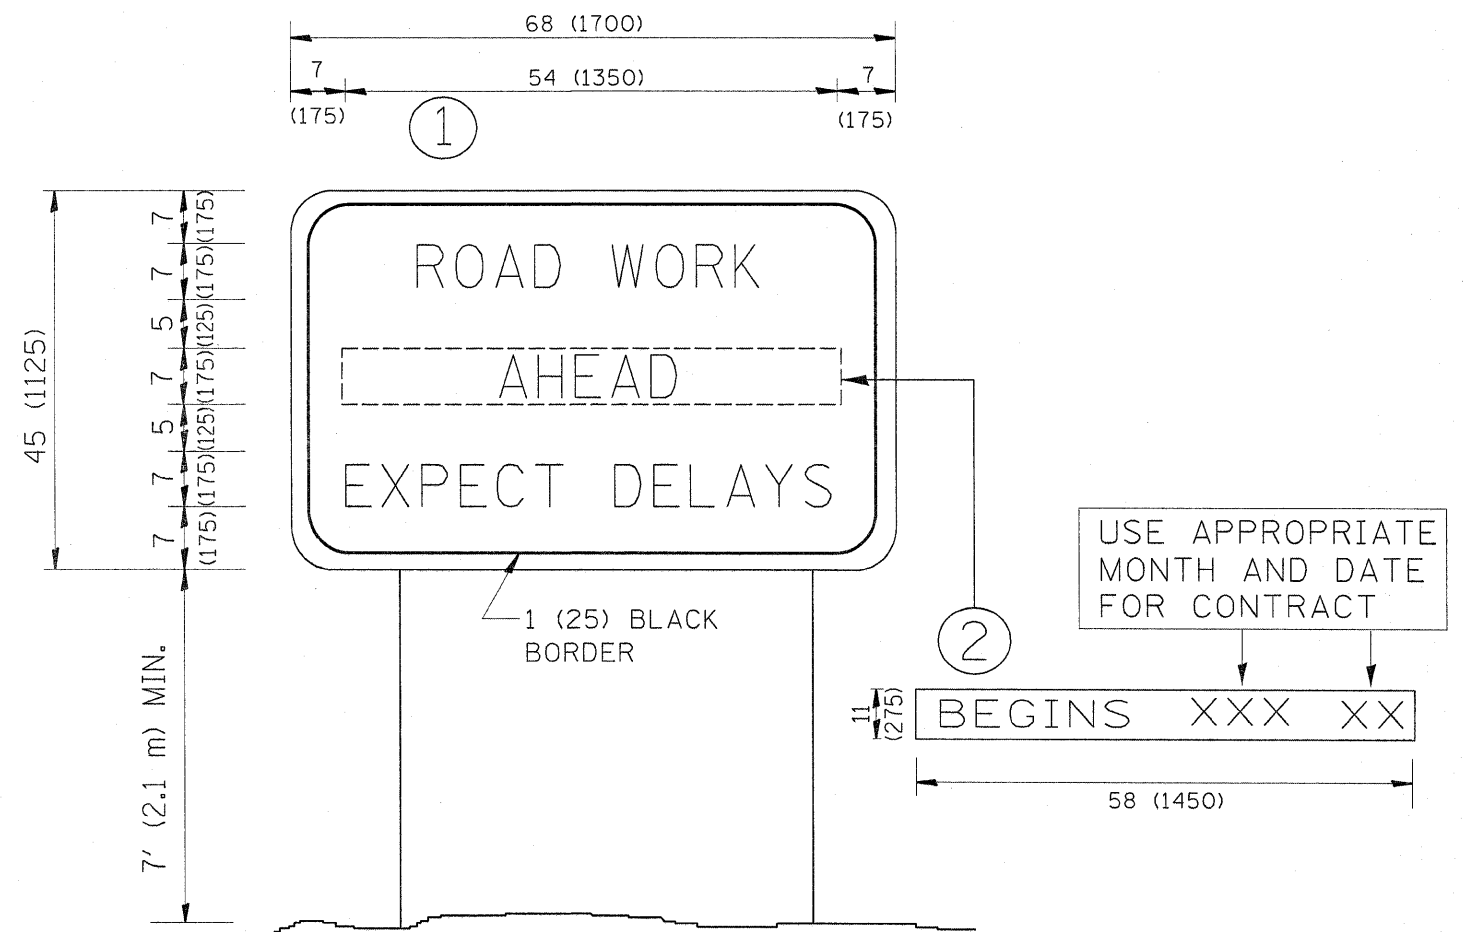 68 (1700)
7
54 (1350)
7
(175)
(175)
1
45 (1125)
7
(175)
7
(175)
5
(125)
7
(175)
5
(125)
7
(175)
7
(175)
ROAD WORK
AHEAD
EXPECT DELAYS
1 (25) BLACK
BORDER
7' (2.1 m) MIN.
USE APPROPRIATE
MONTH AND DATE
FOR CONTRACT
2
11
(275)
BEGINS XXX XX
58 (1450)